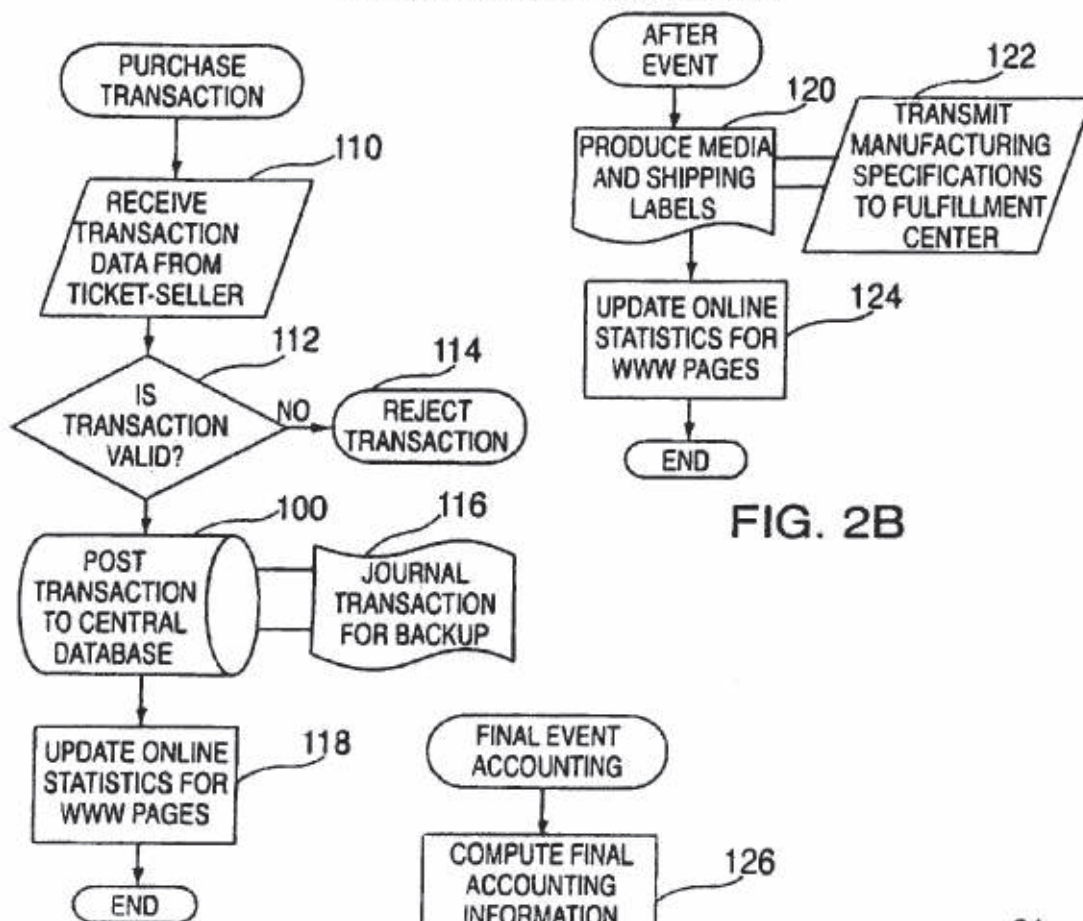 PURCHASE
TRANSACTION
110
RECEIVE
TRANSACTION
DATA FROM
TICKET-SELLER
112
IS
TRANSACTION
VALID?
NO
114
REJECT
TRANSACTION
100
POST
TRANSACTION
TO CENTRAL
DATABASE
116
JOURNAL
TRANSACTION
FOR BACKUP
118
UPDATE ONLINE
STATISTICS FOR
WWW PAGES
END
AFTER
EVENT
120
PRODUCE MEDIA
AND SHIPPING
LABELS
122
TRANSMIT
MANUFACTURING
SPECIFICATIONS
TO FULFILLMENT
CENTER
124
UPDATE ONLINE
STATISTICS FOR
WWW PAGES
END
FIG. 2B
FINAL EVENT
ACCOUNTING
126
COMPUTE FINAL
ACCOUNTING
INFORMATION